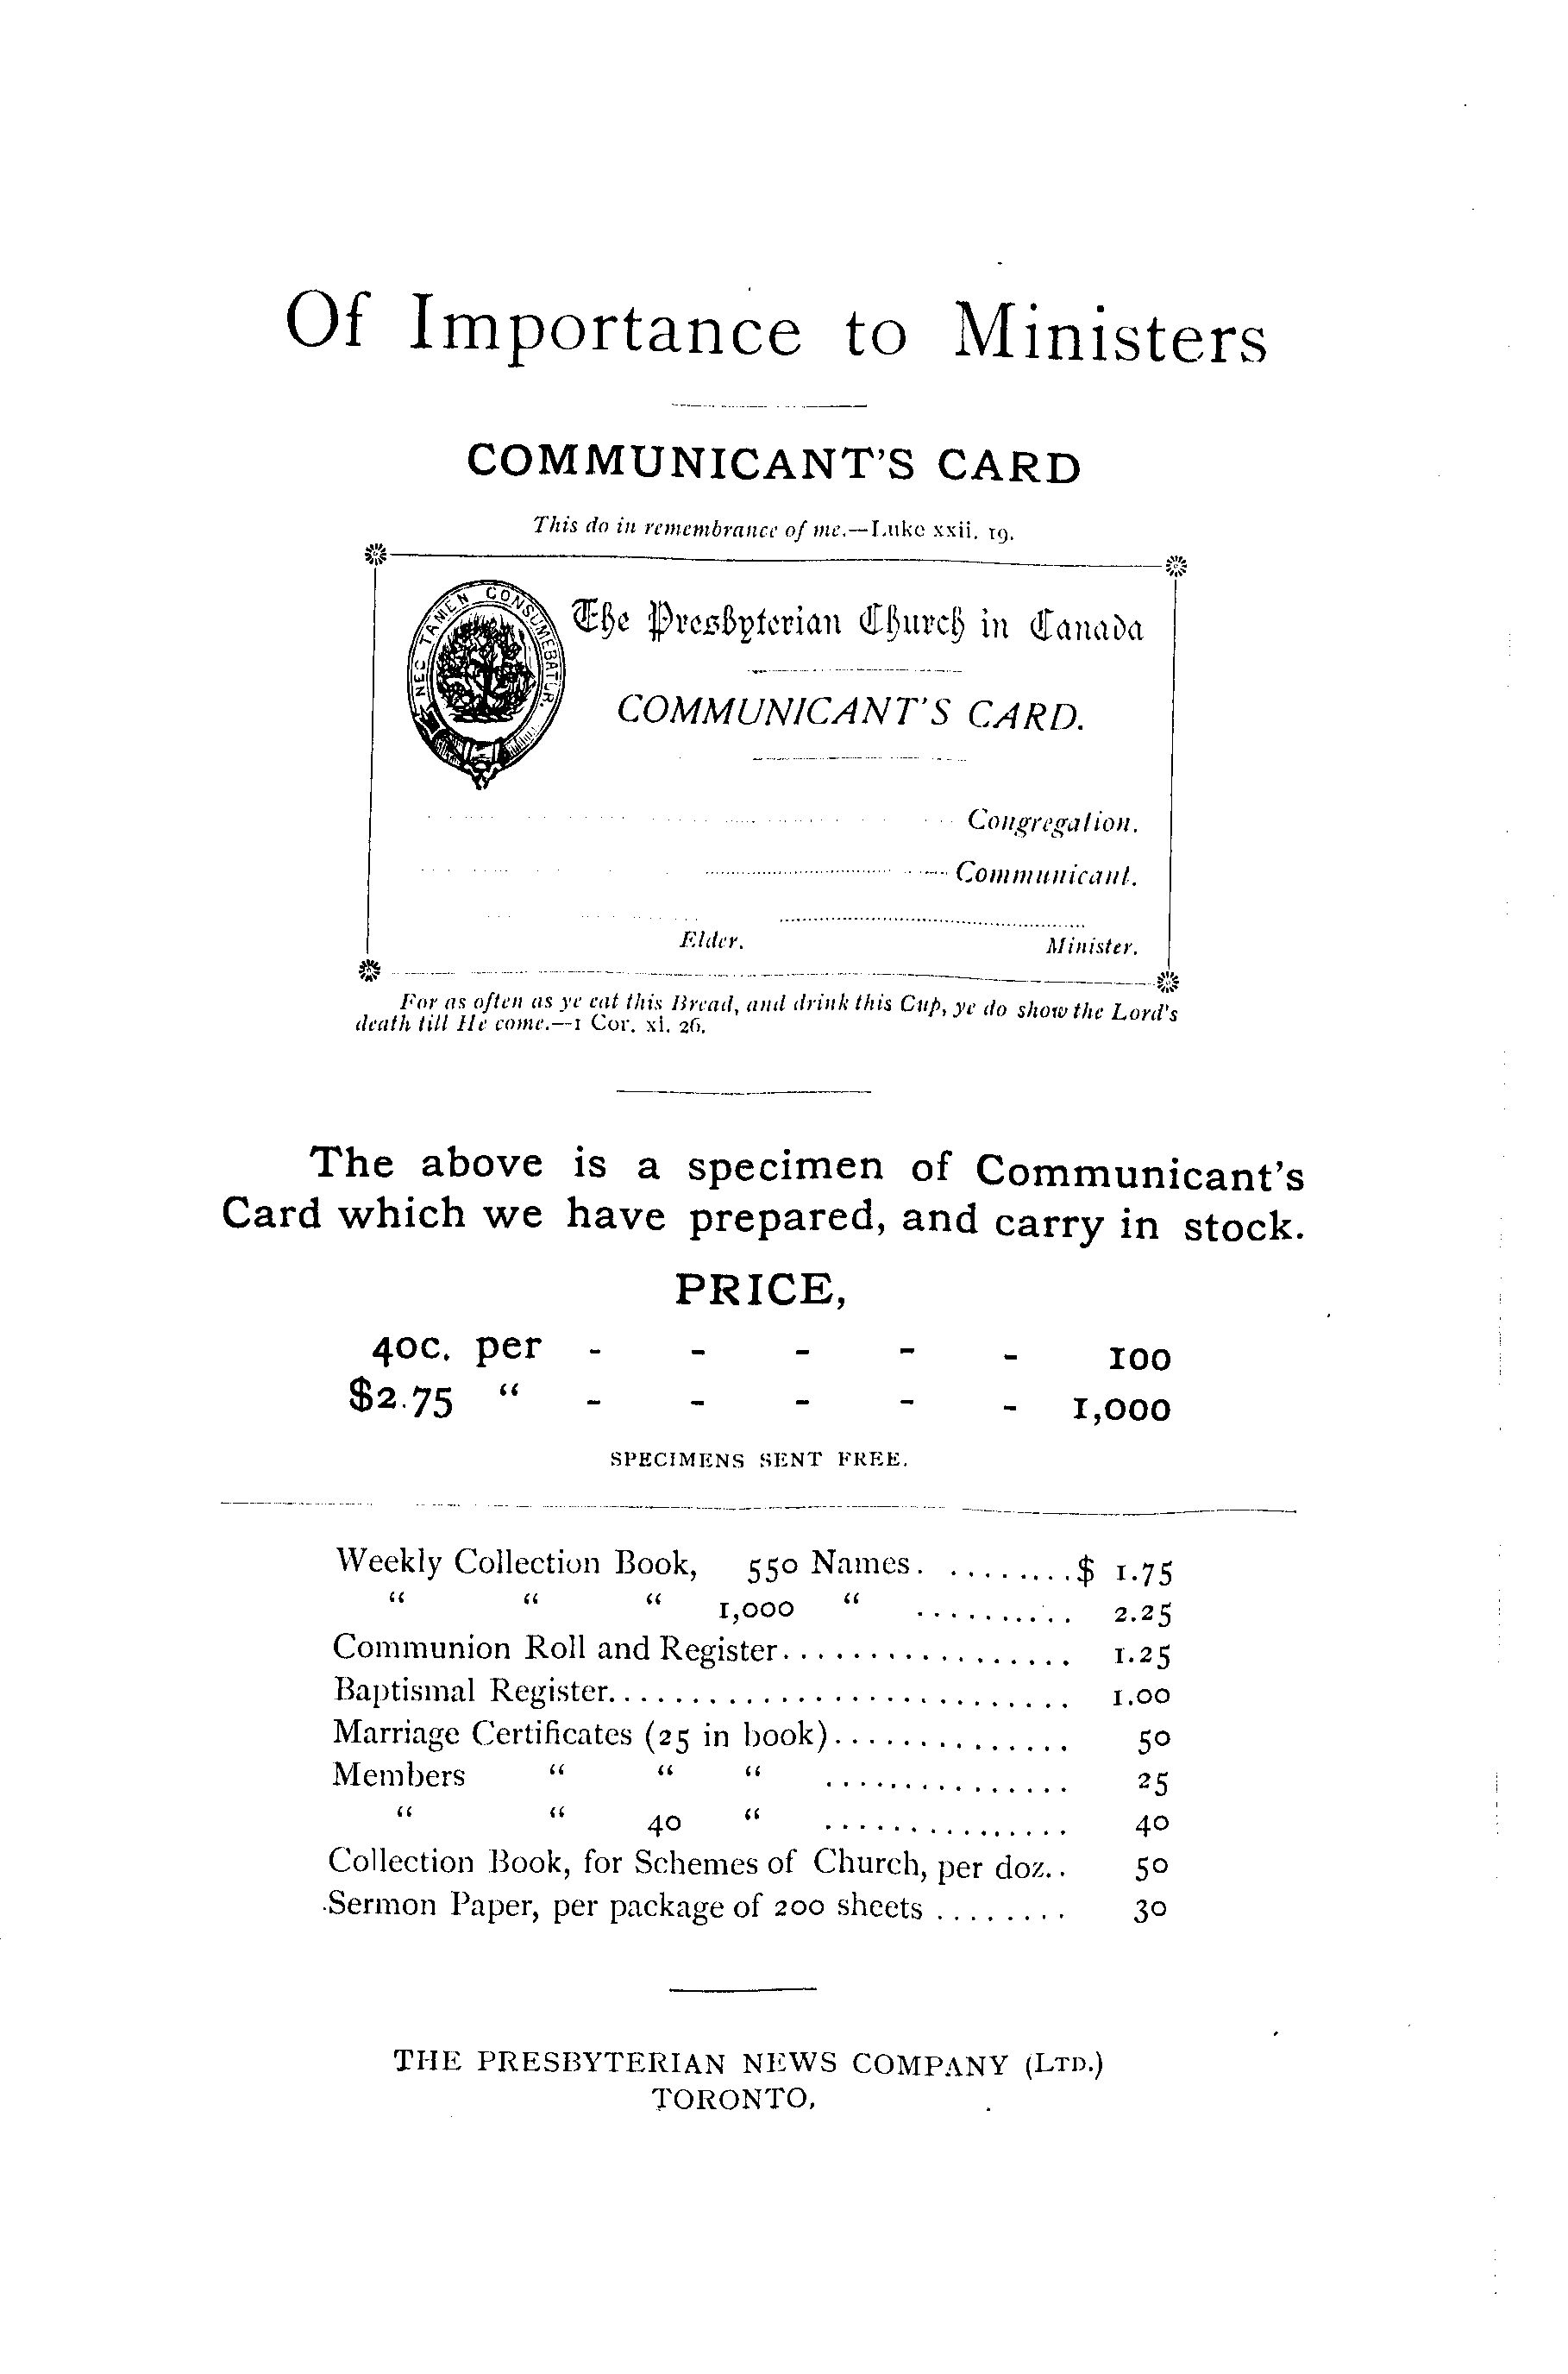 Of Importance to Ministers
COMMUNICANT'S CARD
This do in remembrance of me.—Luke xxii. 19.
NEC TAMEN CONSUMEBATUR.
The Presbyterian Church in Canada
COMMUNICANT'S CARD.
Congregation.
Communicant.
Elder. Minister.
For as often as ye eat this Bread, and drink this Cup, ye do show the Lord's
death till He come.—1 Cor. xi. 26.
The above is a specimen of Communicant's
Card which we have prepared, and carry in stock.
PRICE,
40c. per - - - - - 100
$2.75 " - - - - - 1,000
SPECIMENS SENT FREE.
Weekly Collection Book, 550 Names. .........$ 1.75
" " " 1,000 " .......... 2.25
Communion Roll and Register................. 1.25
Baptismal Register............................ 1.00
Marriage Certificates (25 in book).............. 50
Members " " " .............. 25
" " 40 " .............. 40
Collection Book, for Schemes of Church, per doz.. 50
Sermon Paper, per package of 200 sheets ........ 30
THE PRESBYTERIAN NEWS COMPANY (LTD.)
TORONTO.